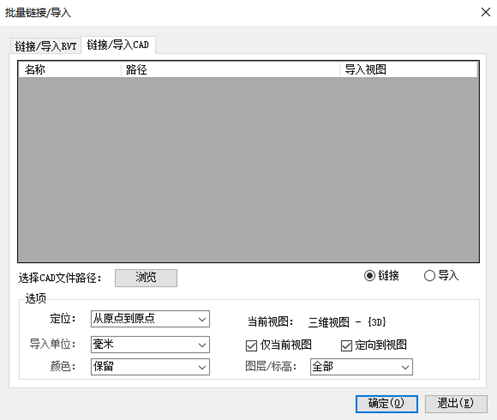 批量链接/导入
链接/导入RVT 链接/导入CAD
名称 路径 导入视图
选择CAD文件路径: 浏览 链接 导入
选项
定位: 从原点到原点 当前视图: 三维视图 - {3D}
导入单位: 毫米 仅当前视图 定向到视图
颜色: 保留 图层/标高: 全部
确定(O) 退出(E)